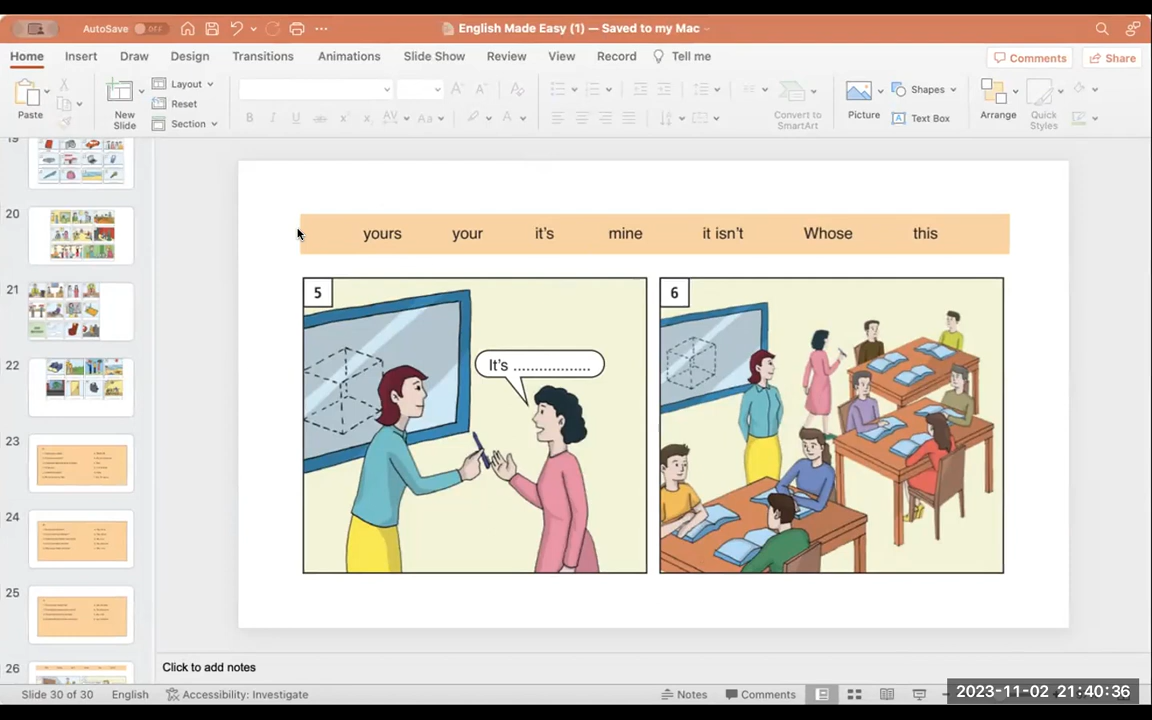 AutoSave OFF English Made Easy (1) — Saved to my Mac
Home Insert Draw Design Transitions Animations Slide Show Review View Record Tell me Comments Share
Paste
New Slide
Layout
Reset
Section
B I U
Aa
A
Convert to SmartArt
Picture
Shapes
Text Box
Arrange
Quick Styles
19
20
21
22
23
24
25
26
yours your it's mine it isn't Whose this
5
It's ..................
6
Click to add notes
Slide 30 of 30 English Accessibility: Investigate Notes Comments
2023-11-02 21:40:36